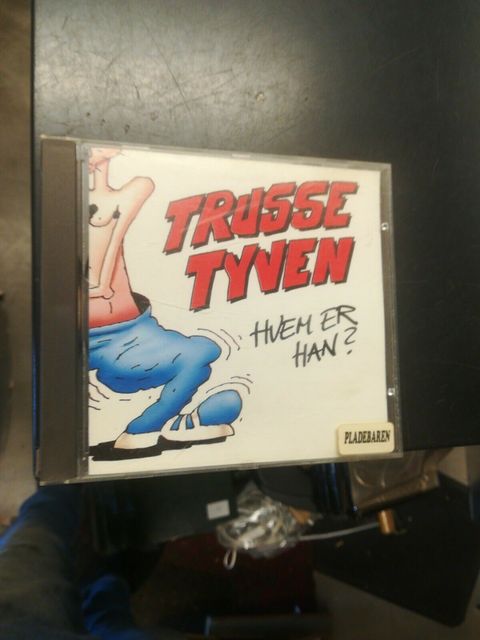 TRUSSE
TYVEN
HVEM ER
HAN?
PLADEBAREN